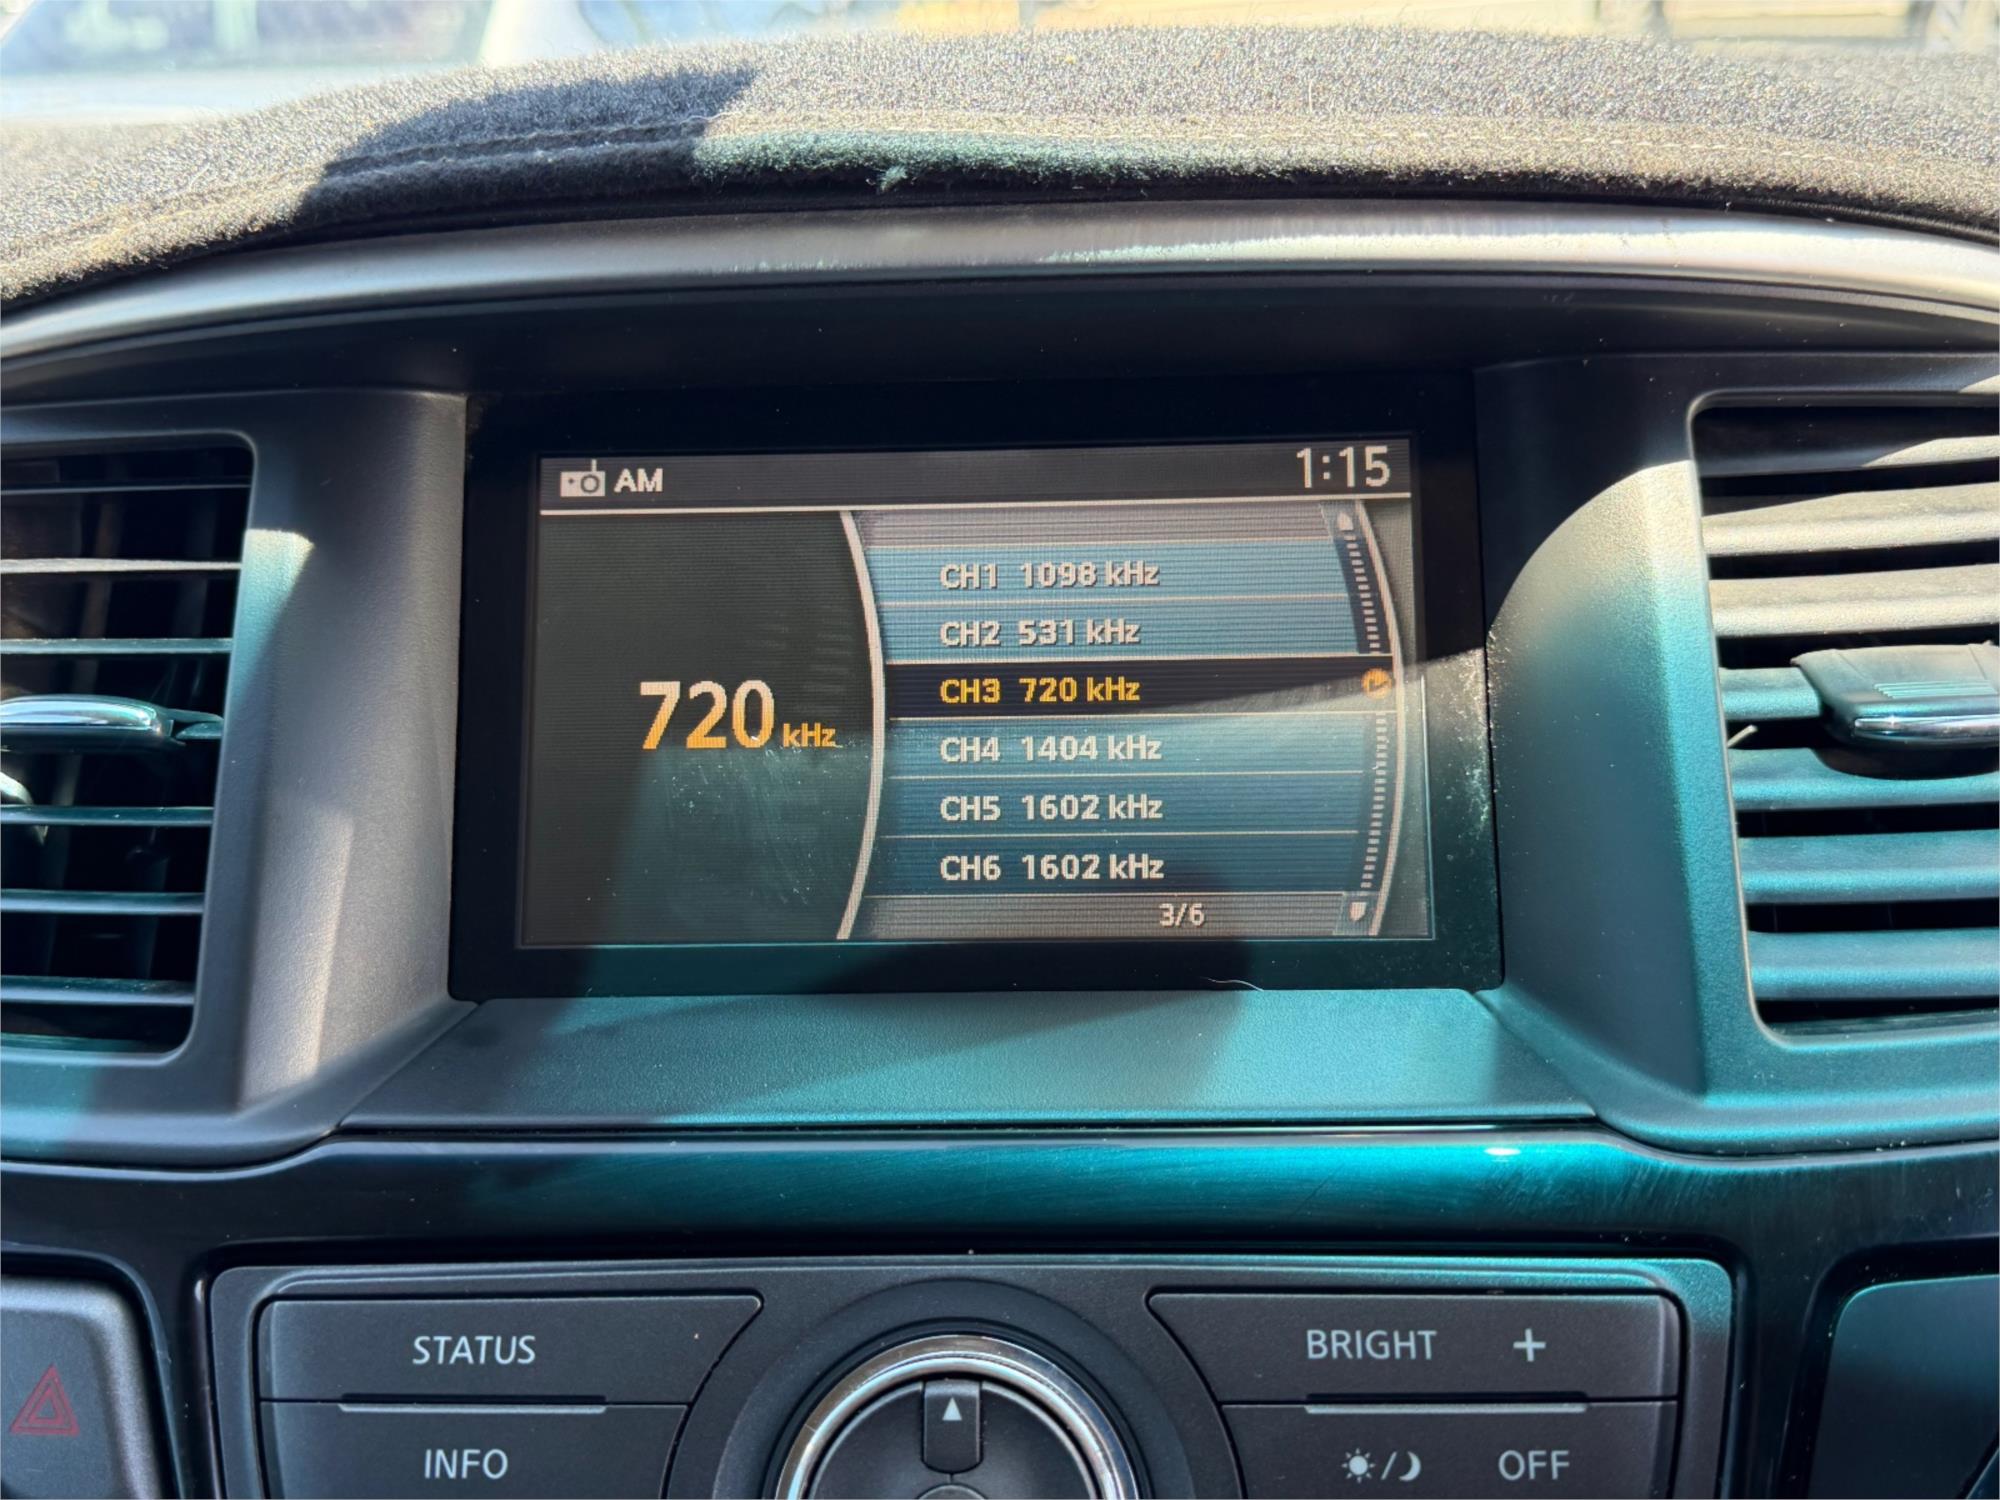 AM 1:15
CH1 1098 kHz
CH2 531 kHz
720 kHz
CH3 720 kHz
CH4 1404 kHz
CH5 1602 kHz
CH6 1602 kHz
3/6
STATUS
BRIGHT +
INFO
/ OFF